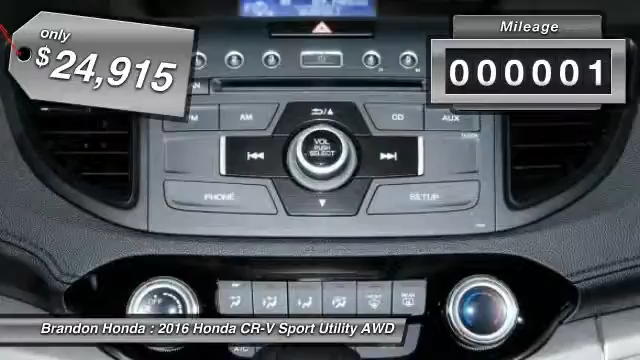 only
$24,915
Mileage
000001
AM
CD
AUX
VOL
PUSH
SELECT
PHONE
SETUP
A/C
Brandon Honda : 2016 Honda CR-V Sport Utility AWD